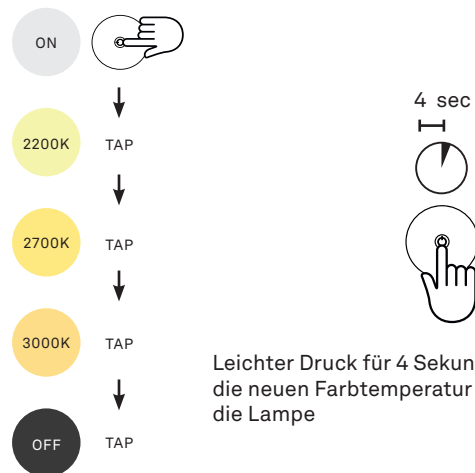 ON
2200K TAP
2700K TAP
3000K TAP
OFF TAP
4 sec
Leichter Druck für 4 Sekun
die neuen Farbtemperatur
die Lampe